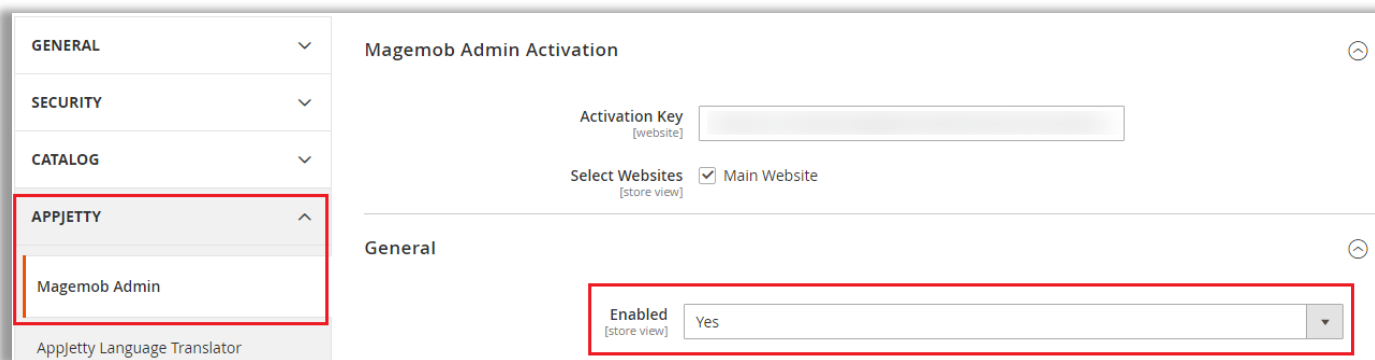 GENERAL
SECURITY
CATALOG
APPJETTY
Magemob Admin
AppJetty Language Translator
Magemob Admin Activation
Activation Key
[website]
Select Websites
[store view]
Main Website
General
Enabled
[store view]
Yes